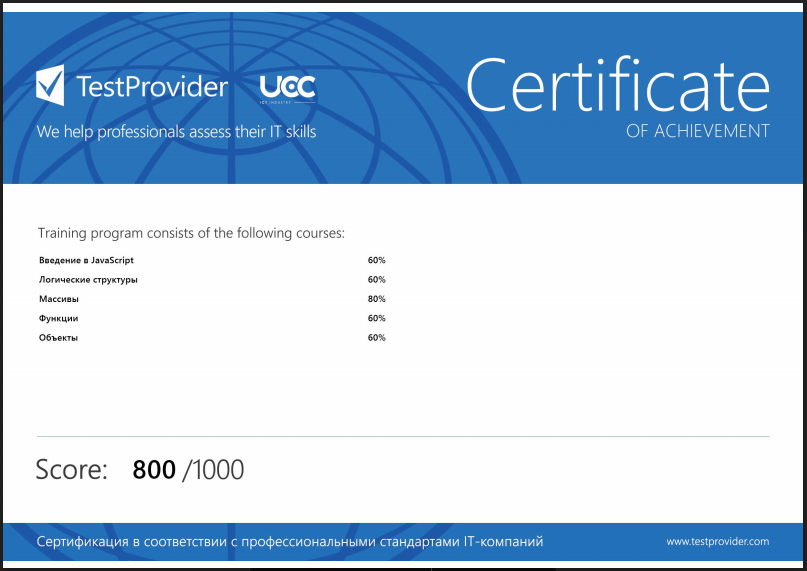 TestProvider
UCC
ICT INDUSTRY
We help professionals assess their IT skills
Certificate
OF ACHIEVEMENT
Training program consists of the following courses:
Введение в JavaScript 60%
Логические структуры 60%
Массивы 80%
Функции 60%
Объекты 60%
Score: 800 /1000
Сертификация в соответствии с профессиональными стандартами IT-компаний
www.testprovider.com